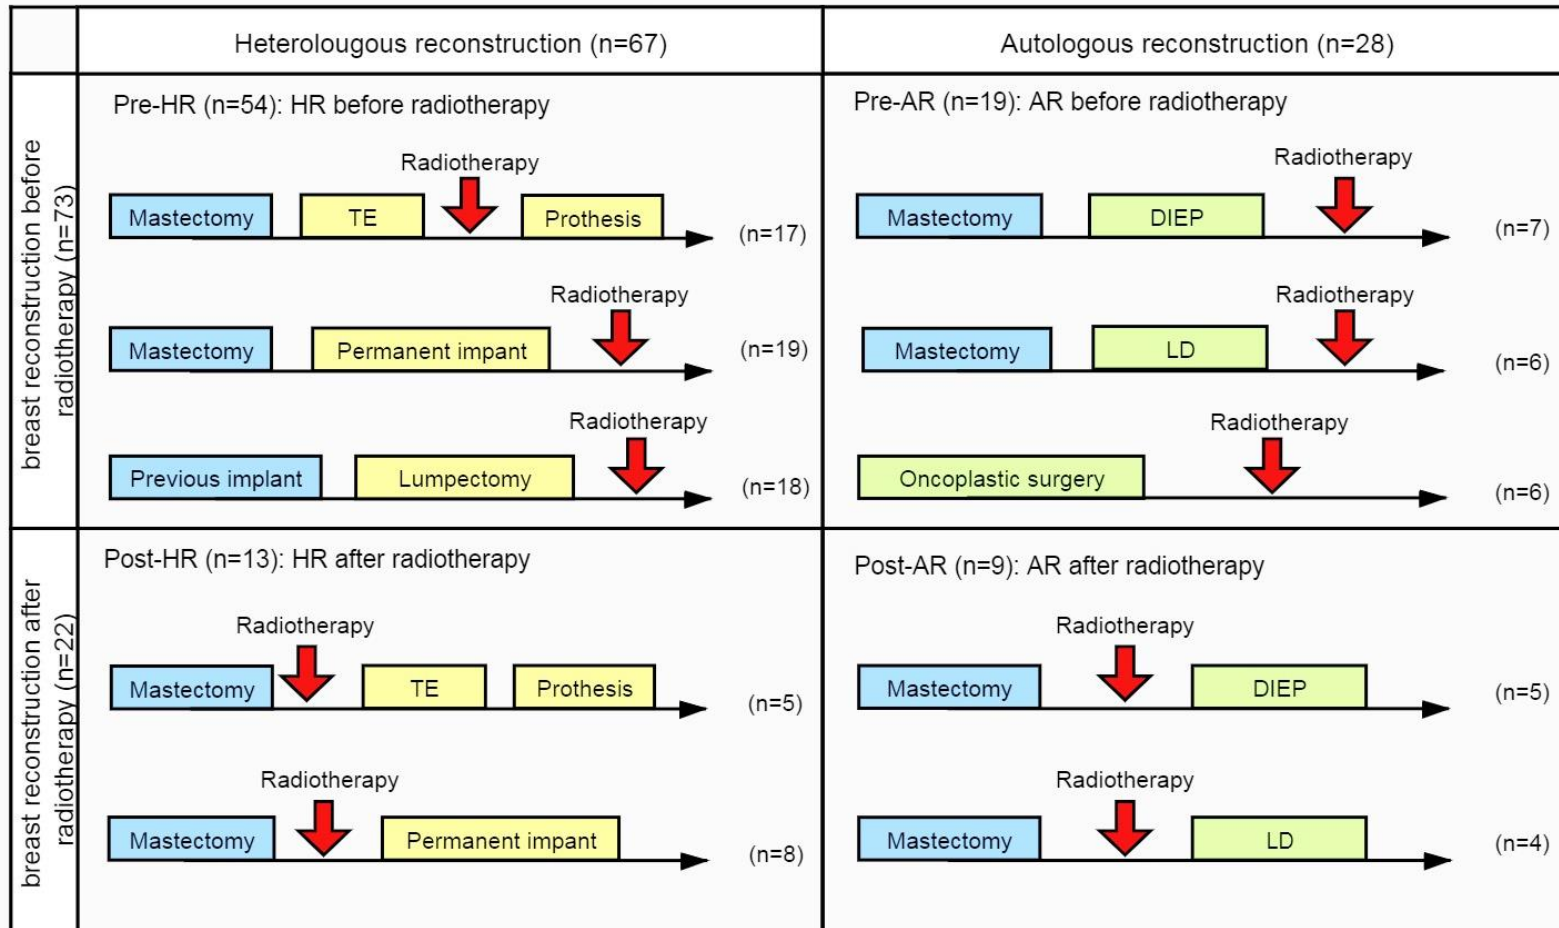 Heterolougous reconstruction (n=67)
Autologous reconstruction (n=28)
breast reconstruction before
radiotherapy (n=73)
Pre-HR (n=54): HR before radiotherapy
Radiotherapy
Mastectomy TE Prothesis (n=17)
Radiotherapy
Mastectomy Permanent impant (n=19)
Radiotherapy
Previous implant Lumpectomy (n=18)
Pre-AR (n=19): AR before radiotherapy
Radiotherapy
Mastectomy DIEP (n=7)
Radiotherapy
Mastectomy LD (n=6)
Radiotherapy
Oncoplastic surgery (n=6)
breast reconstruction after
radiotherapy (n=22)
Post-HR (n=13): HR after radiotherapy
Radiotherapy
Mastectomy TE Prothesis (n=5)
Radiotherapy
Mastectomy Permanent impant (n=8)
Post-AR (n=9): AR after radiotherapy
Radiotherapy
Mastectomy DIEP (n=5)
Radiotherapy
Mastectomy LD (n=4)